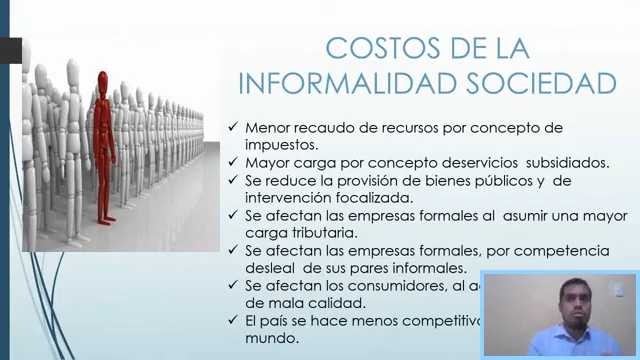 COSTOS DE LA
INFORMALIDAD SOCIEDAD
✓ Menor recaudo de recursos por concepto de
impuestos.
✓ Mayor carga por concepto deservicios subsidiados.
✓ Se reduce la provisión de bienes públicos y de
intervención focalizada.
✓ Se afectan las empresas formales al asumir una mayor
carga tributaria.
✓ Se afectan las empresas formales, por competencia
desleal de sus pares informales.
✓ Se afectan los consumidores, al
de mala calidad.
✓ El país se hace menos
mundo.